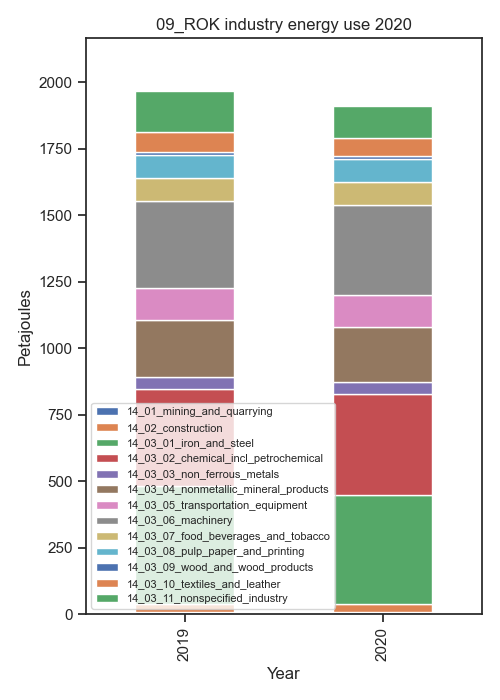 09_ROK industry energy use 2020
2000
1750
1500
1250
1000
750
500
250
0
Petajoules
14_01_mining_and_quarrying
14_02_construction
14_03_01_iron_and_steel
14_03_02_chemical_incl_petrochemical
14_03_03_non_ferrous_metals
14_03_04_nonmetallic_mineral_products
14_03_05_transportation_equipment
14_03_06_machinery
14_03_07_food_beverages_and_tobacco
14_03_08_pulp_paper_and_printing
14_03_09_wood_and_wood_products
14_03_10_textiles_and_leather
14_03_11_nonspecified_industry
2019
2020
Year